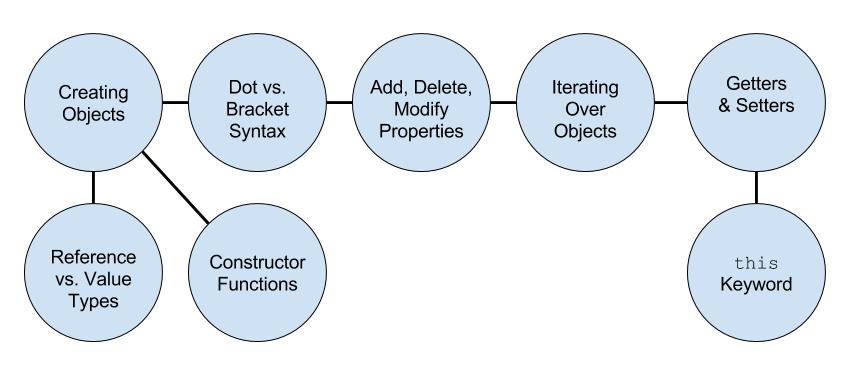 Creating
Objects
Dot vs.
Bracket
Syntax
Add, Delete,
Modify
Properties
Iterating
Over
Objects
Getters
& Setters
Reference
vs. Value
Types
Constructor
Functions
this
Keyword